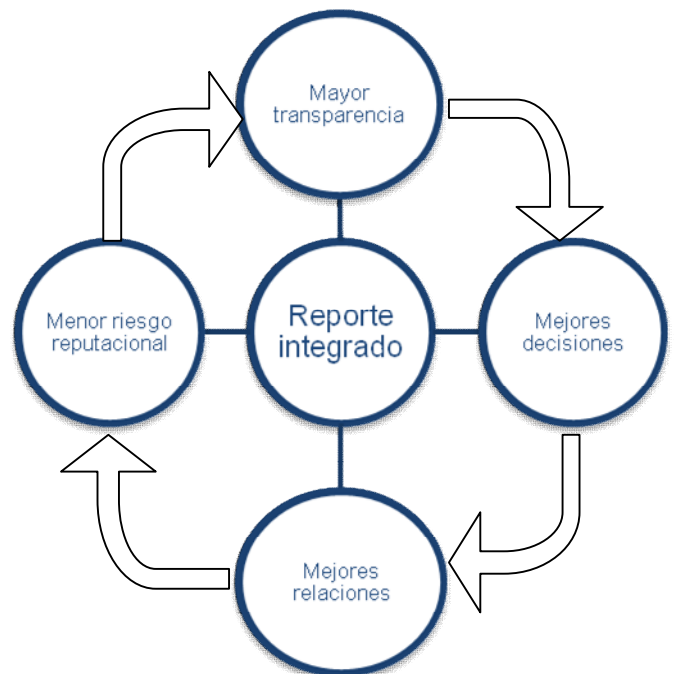 Mayor
transparencia
Menor riesgo
reputacional
Reporte
integrado
Mejores
decisiones
Mejores
relaciones